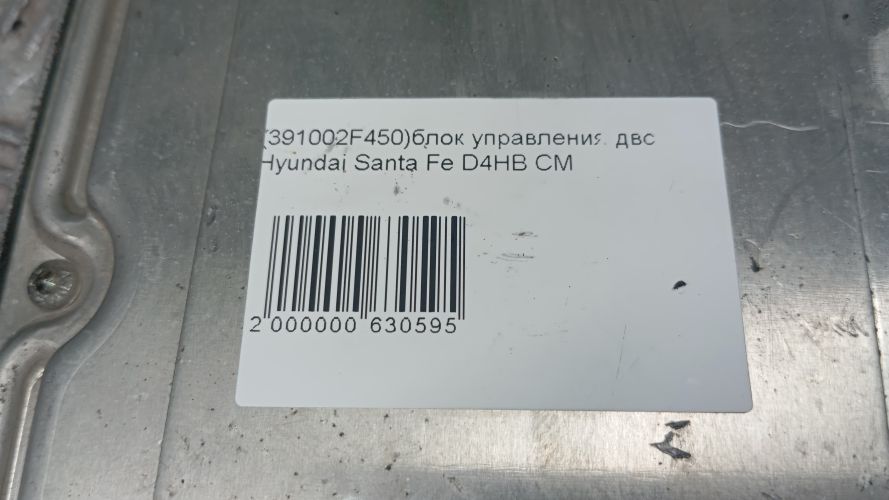 (391002F450)блок управления. двс
Hyundai Santa Fe D4HB CM
2 000000 630595